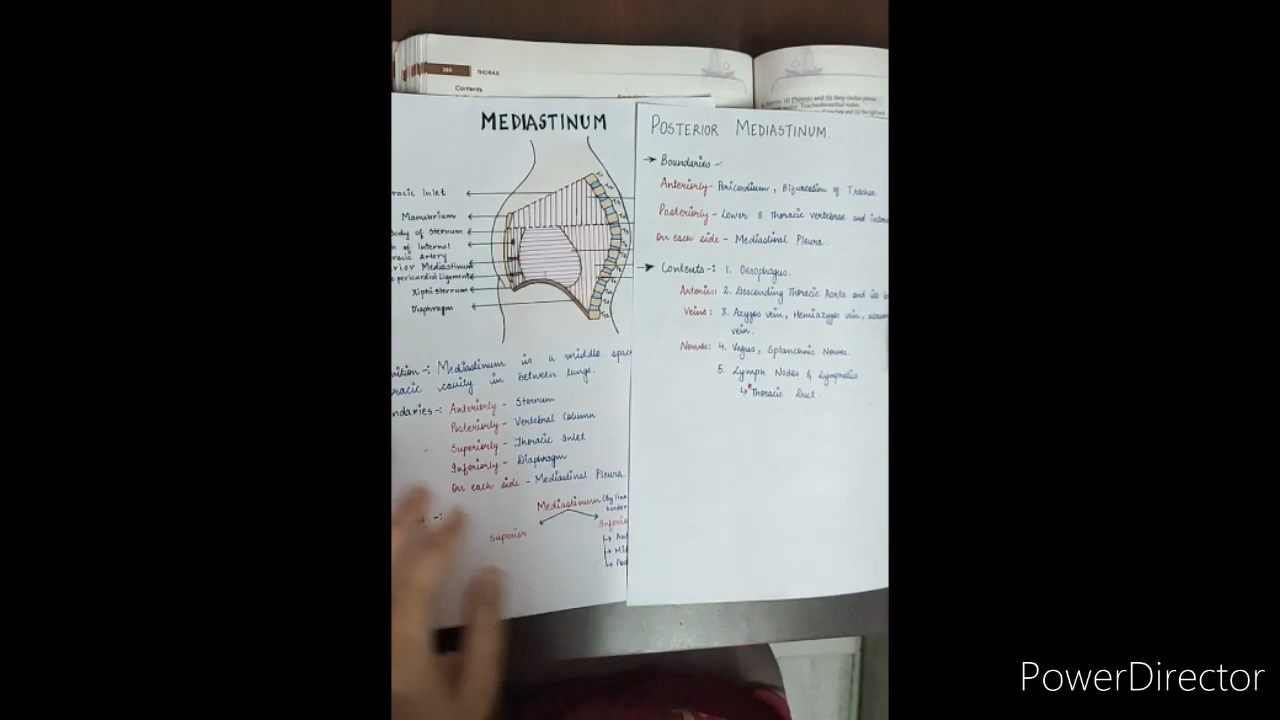 THORAX
Contents
MEDIASTINUM
racic Inlet
Manubrium
Body of Sternum
of Internal
racic Artery
rior Mediastinum
pericardial Ligaments
Xiphisternum
Diaphragm
nition -: Mediastinum is a middle space
racic cavity in between lungs.
ndaries -: Anteriorly - Sternum
Posteriorly - Vertebral Column
Superiorly - Thoracic Inlet
Inferiorly - Diaphragm
On each side - Mediastinal Pleura
Mediastinum
Superior
Inferio
POSTERIOR MEDIASTINUM.
→ Boundaries -:
Anteriorly - Pericardium, Bifurcation of Trachea
Posteriorly - Lower 8 Thoracic vertebrae and
On each side - Mediastinal Pleura.
→ Contents -: 1. Oesophagus.
Arteries: 2. Descending Thoracic Aorta and its
Veins: 3. Azygos vein, Hemiazygos vein,
vein.
Nerves: 4. Vagus, Splanchnic Nerves.
5. Lymph Nodes & Lymphatics
↳ *Thoracic Duct.
PowerDirector